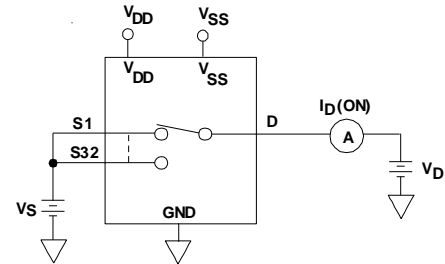 VDD VSS
VDD VSS
S1 D ID(ON)
A
S32
VD
VS
GND